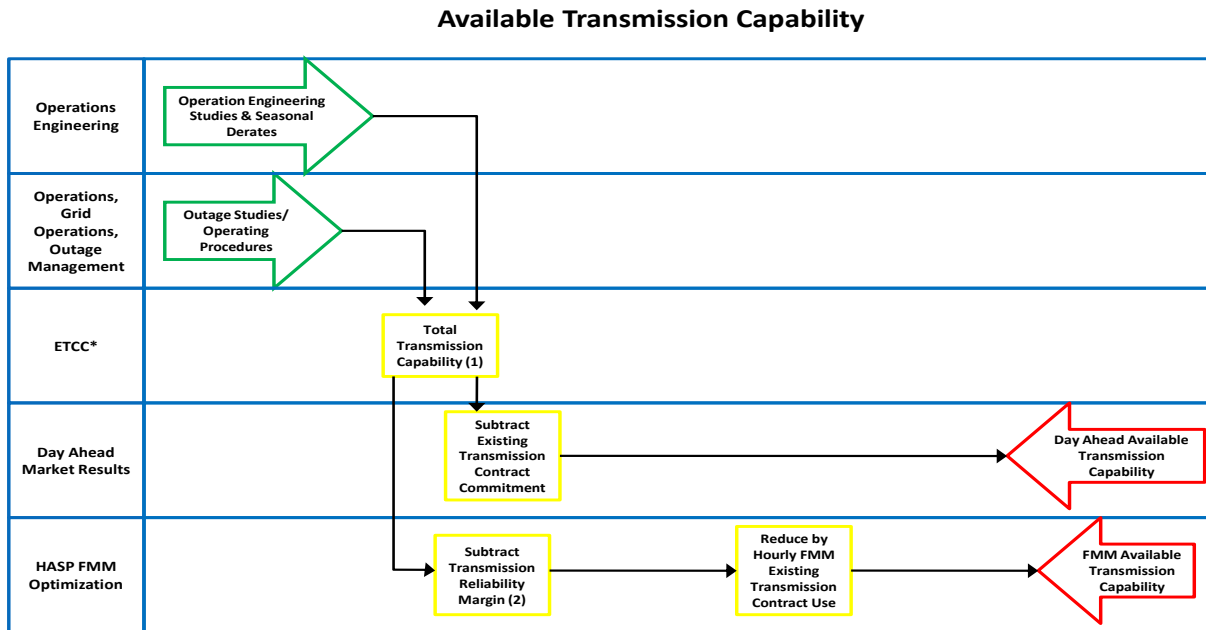 Available Transmission Capability
Operations
Engineering
Operation Engineering
Studies & Seasonal
Derates
Operations,
Grid
Operations,
Outage
Management
Outage Studies/
Operating
Procedures
ETCC*
Total
Transmission
Capability (1)
Day Ahead
Market Results
Subtract
Existing
Transmission
Contract
Commitment
Day Ahead Available
Transmission
Capability
HASP FMM
Optimization
Subtract
Transmission
Reliability
Margin (2)
Reduce by
Hourly FMM
Existing
Transmission
Contract Use
FMM Available
Transmission
Capability